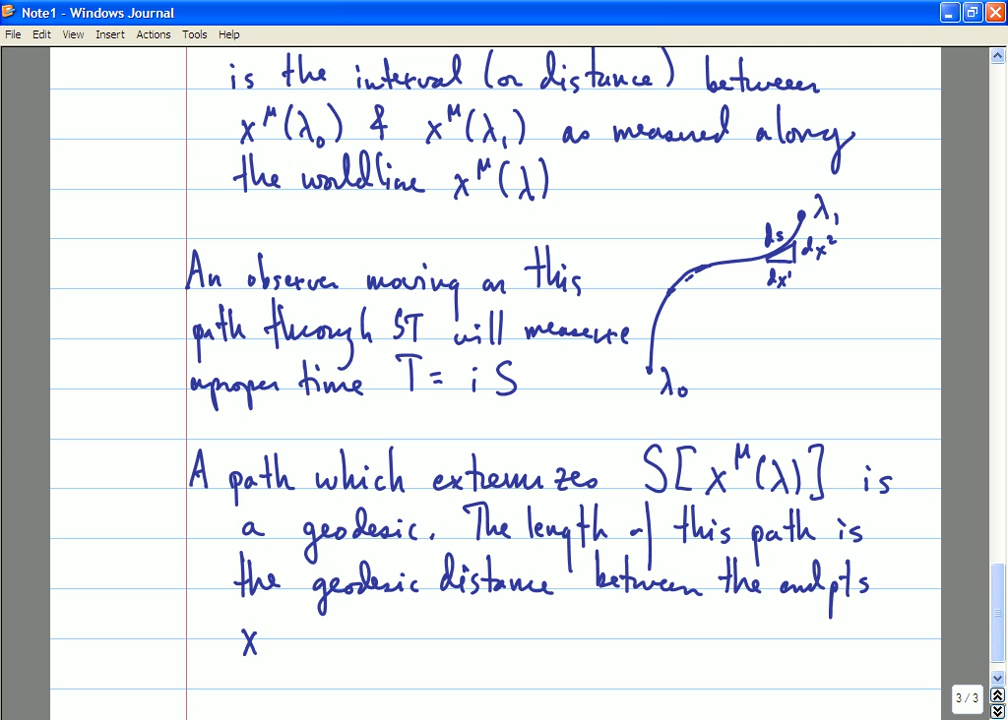 Note1 - Windows Journal
File Edit View Insert Actions Tools Help
is the interval (or distance) between
x^μ(λ₀) & x^μ(λ₁) as measured along
the worldline x^μ(λ)
λ₁
ds
dx²
dx¹
λ₀
An observer moving on this
path through ST will measure
a proper time T = i S
A path which extremizes S[x^μ(λ)] is
a geodesic. The length of this path is
the geodesic distance between the endpts
x
3 / 3